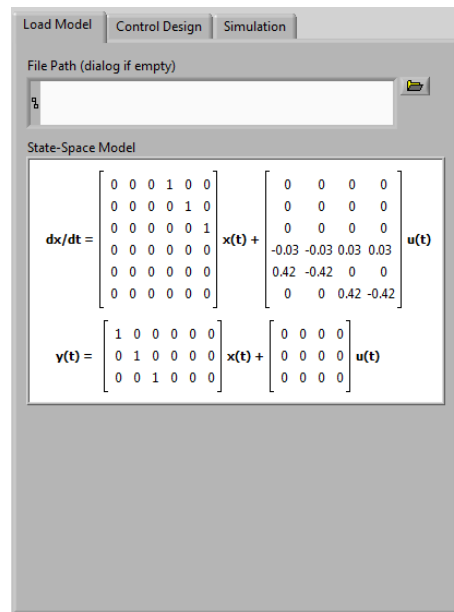 Load Model Control Design Simulation
File Path (dialog if empty)
State-Space Model
0 0 0 1 0 0 0 0 0 0
0 0 0 0 1 0 0 0 0 0
0 0 0 0 0 1 0 0 0 0
dx/dt = x(t) + u(t)
0 0 0 0 0 0 -0.03 -0.03 0.03 0.03
0 0 0 0 0 0 0.42 -0.42 0 0
0 0 0 0 0 0 0 0 0.42 -0.42
1 0 0 0 0 0 0 0 0 0
y(t) = 0 1 0 0 0 0 x(t) + 0 0 0 0 u(t)
0 0 1 0 0 0 0 0 0 0